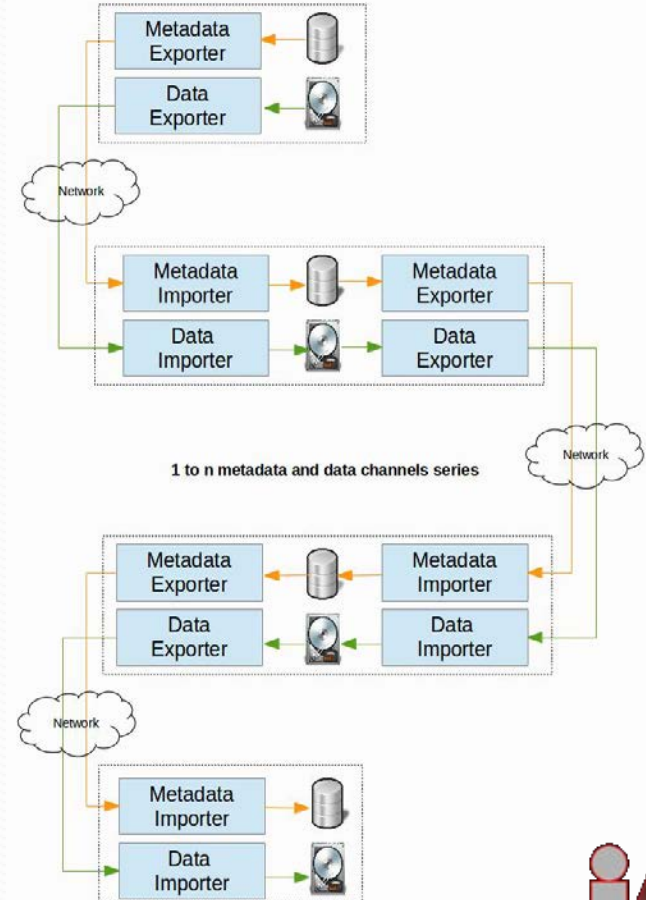 Metadata
Exporter
Data
Exporter
Network
Metadata
Importer
Metadata
Exporter
Data
Importer
Data
Exporter
Network
1 to n metadata and data channels series
Metadata
Exporter
Metadata
Importer
Data
Exporter
Data
Importer
Network
Metadata
Importer
Data
Importer